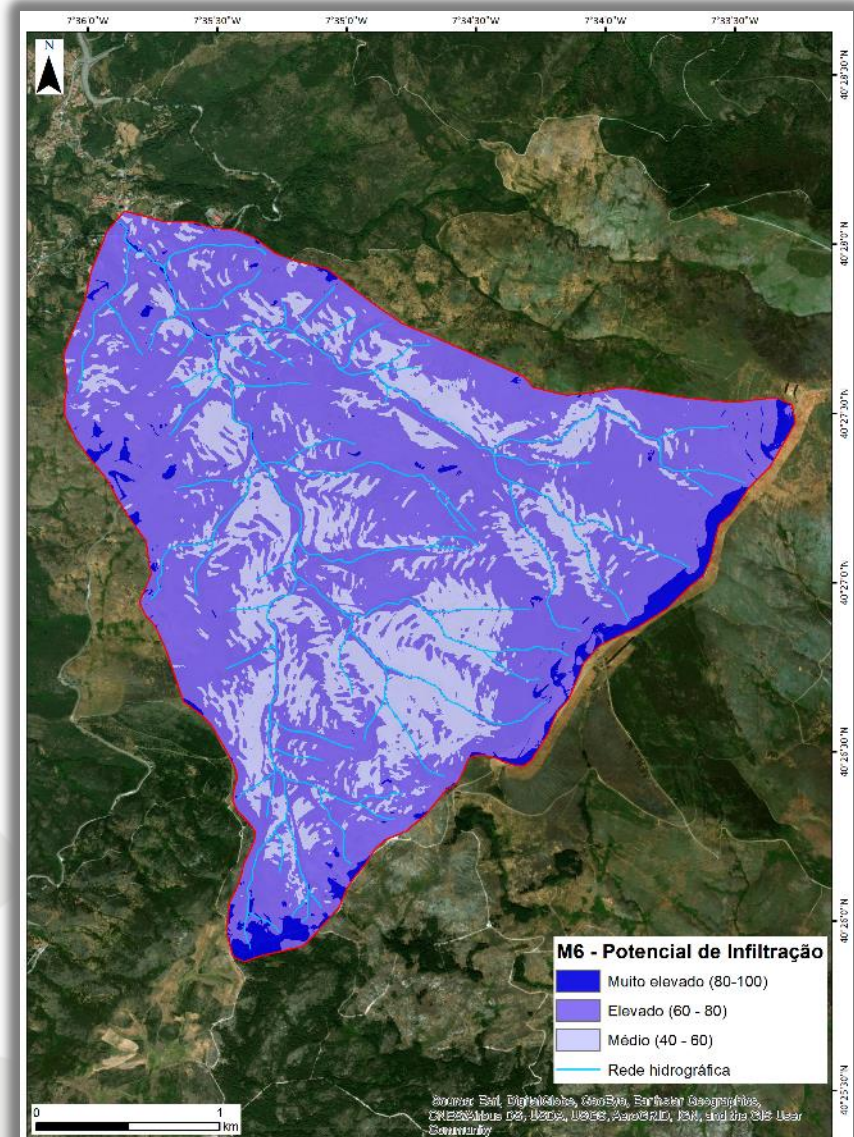 7°36'0"W 7°35'30"W 7°35'0"W 7°34'30"W 7°34'0"W 7°33'30"W
N
40°28'30"N
40°28'0"N
40°27'30"N
40°27'0"N
40°26'30"N
40°26'0"N
40°25'30"N
M6 - Potencial de Infiltração
Muito elevado (80-100)
Elevado (60 - 80)
Médio (40 - 60)
Rede hidrográfica
0 1
km
Source: Esri, DigitalGlobe, GeoEye, Earthstar Geographics,
CNES/Airbus DS, USDA, USGS, AeroGRID, IGN, and the GIS User
Community